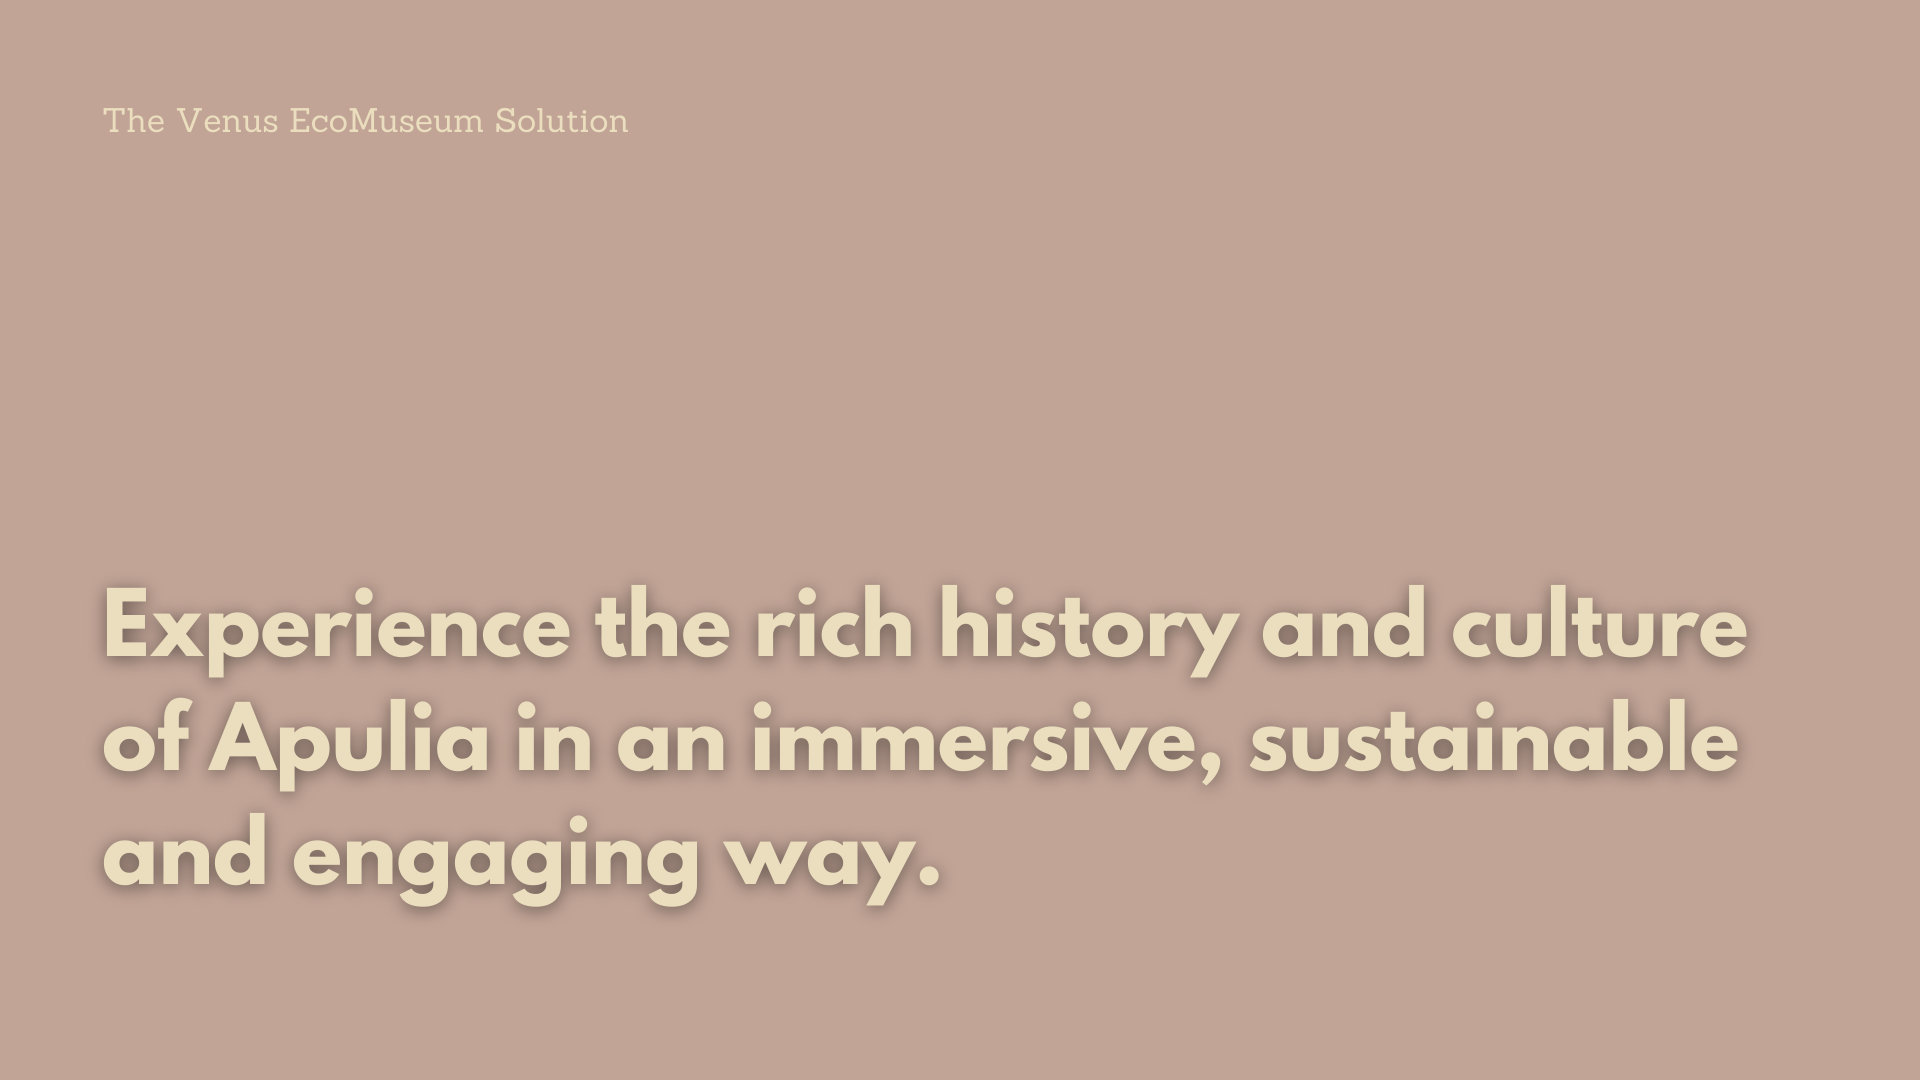 The Venus EcoMuseum Solution
Experience the rich history and culture
of Apulia in an immersive, sustainable
and engaging way.